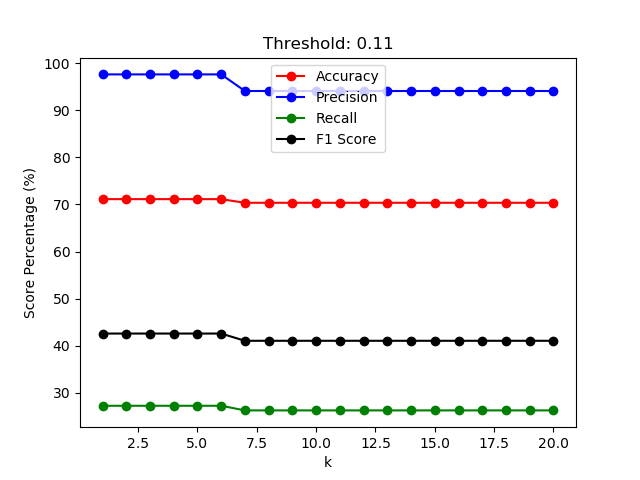 Threshold: 0.11
Score Percentage (%)
100
90
80
70
60
50
40
30
Accuracy
Precision
Recall
F1 Score
2.5 5.0 7.5 10.0 12.5 15.0 17.5 20.0
k